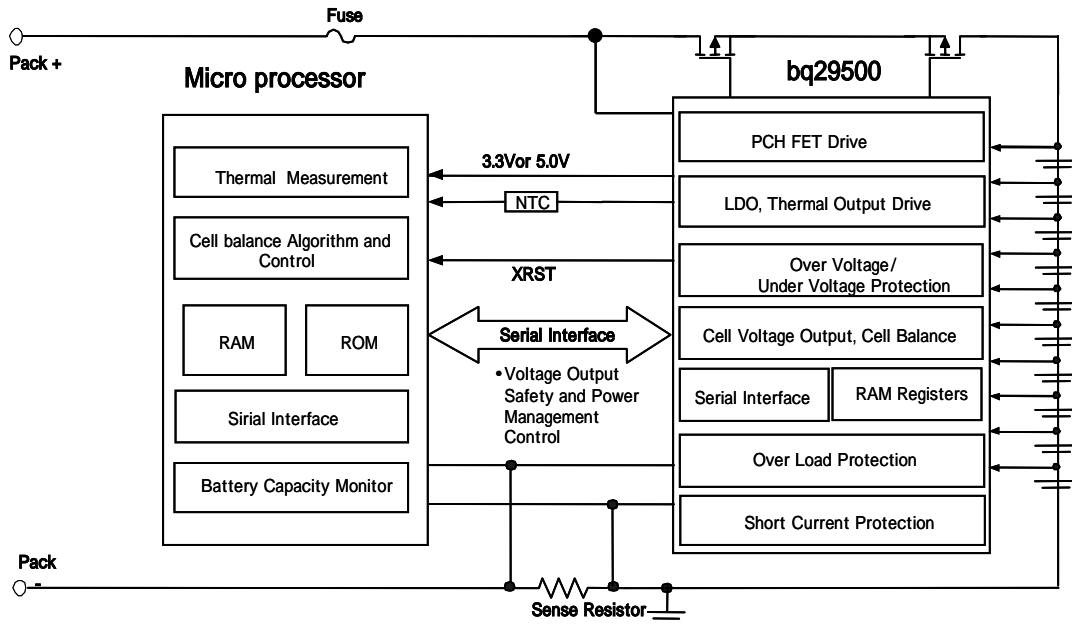 Fuse
Pack +
Micro processor
bq29500
Thermal Measurement
Cell balance Algorithm and
Control
RAM
ROM
Sirial Interface
Battery Capacity Monitor
3.3Vor 5.0V
NTC
XRST
Serial Interface
•Voltage Output
Safety and Power
Management
Control
PCH FET Drive
LDO, Thermal Output Drive
Over Voltage/
Under Voltage Protection
Cell Voltage Output, Cell Balance
Serial Interface
RAM Registers
Over Load Protection
Short Current Protection
Pack
-
Sense Resistor